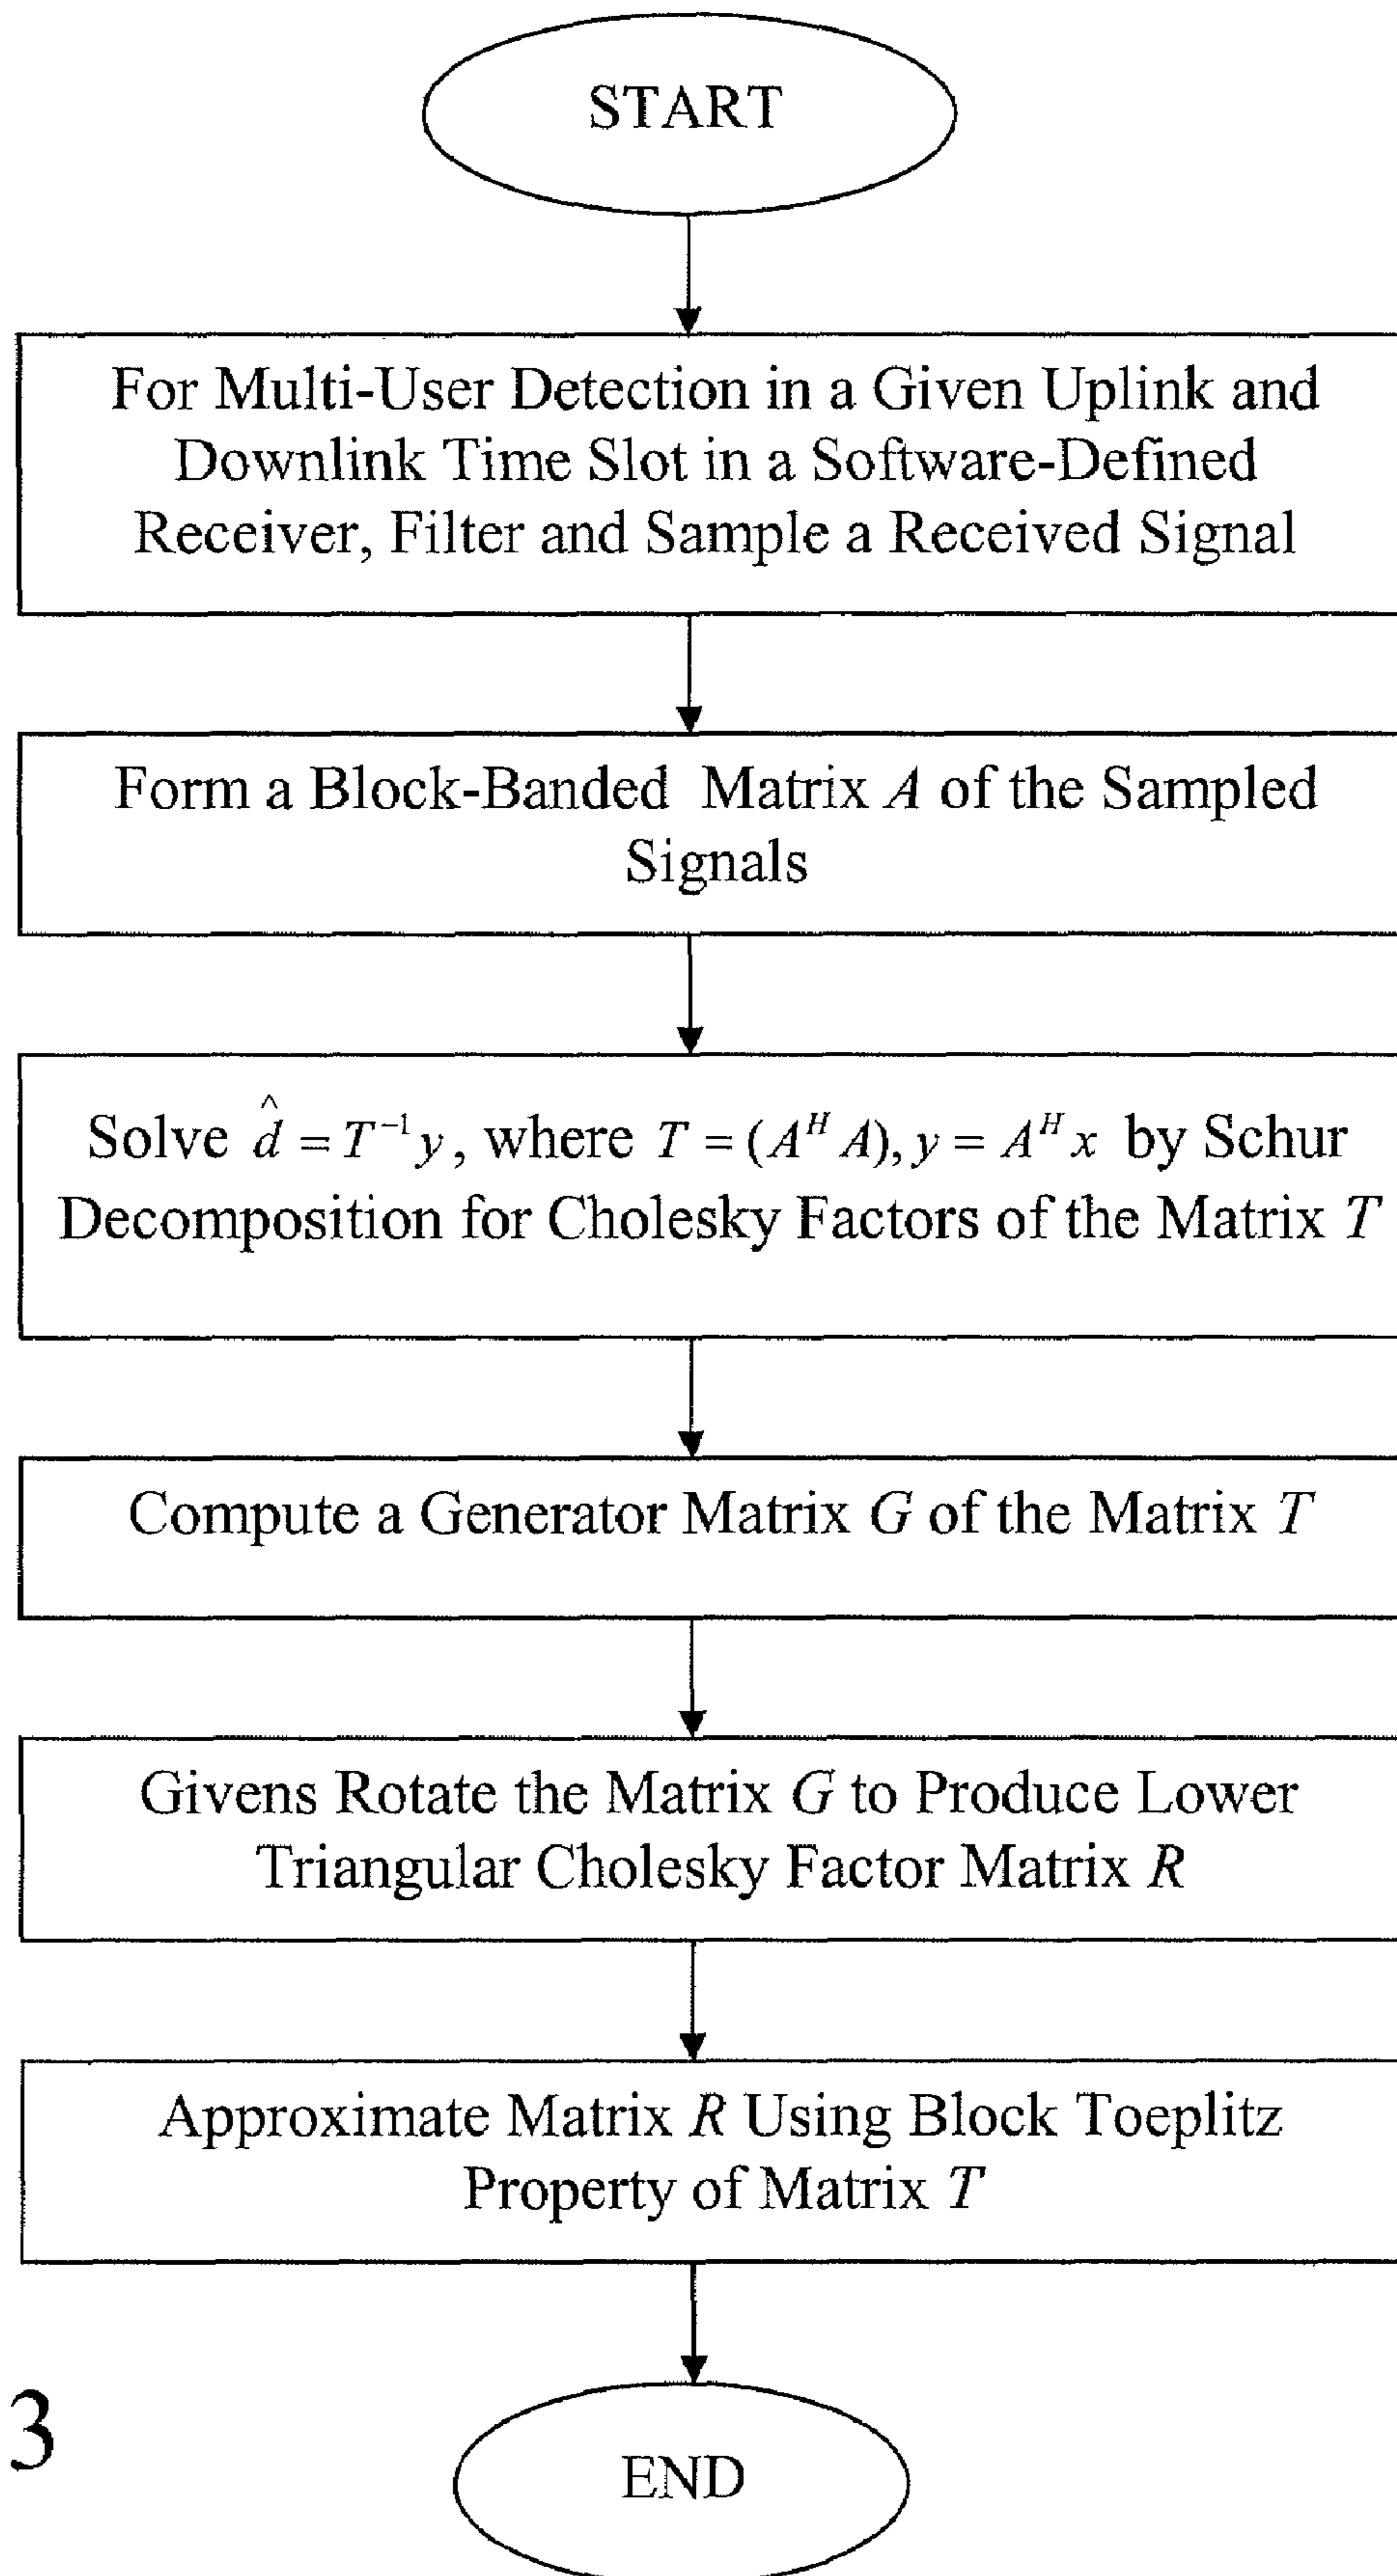 START
For Multi-User Detection in a Given Uplink and
Downlink Time Slot in a Software-Defined
Receiver, Filter and Sample a Received Signal
Form a Block-Banded Matrix A of the Sampled
Signals
Solve d̂ = T⁻¹ y, where T = (Aᴴ A), y = Aᴴ x by Schur
Decomposition for Cholesky Factors of the Matrix T
Compute a Generator Matrix G of the Matrix T
Givens Rotate the Matrix G to Produce Lower
Triangular Cholesky Factor Matrix R
Approximate Matrix R Using Block Toeplitz
Property of Matrix T
3
END